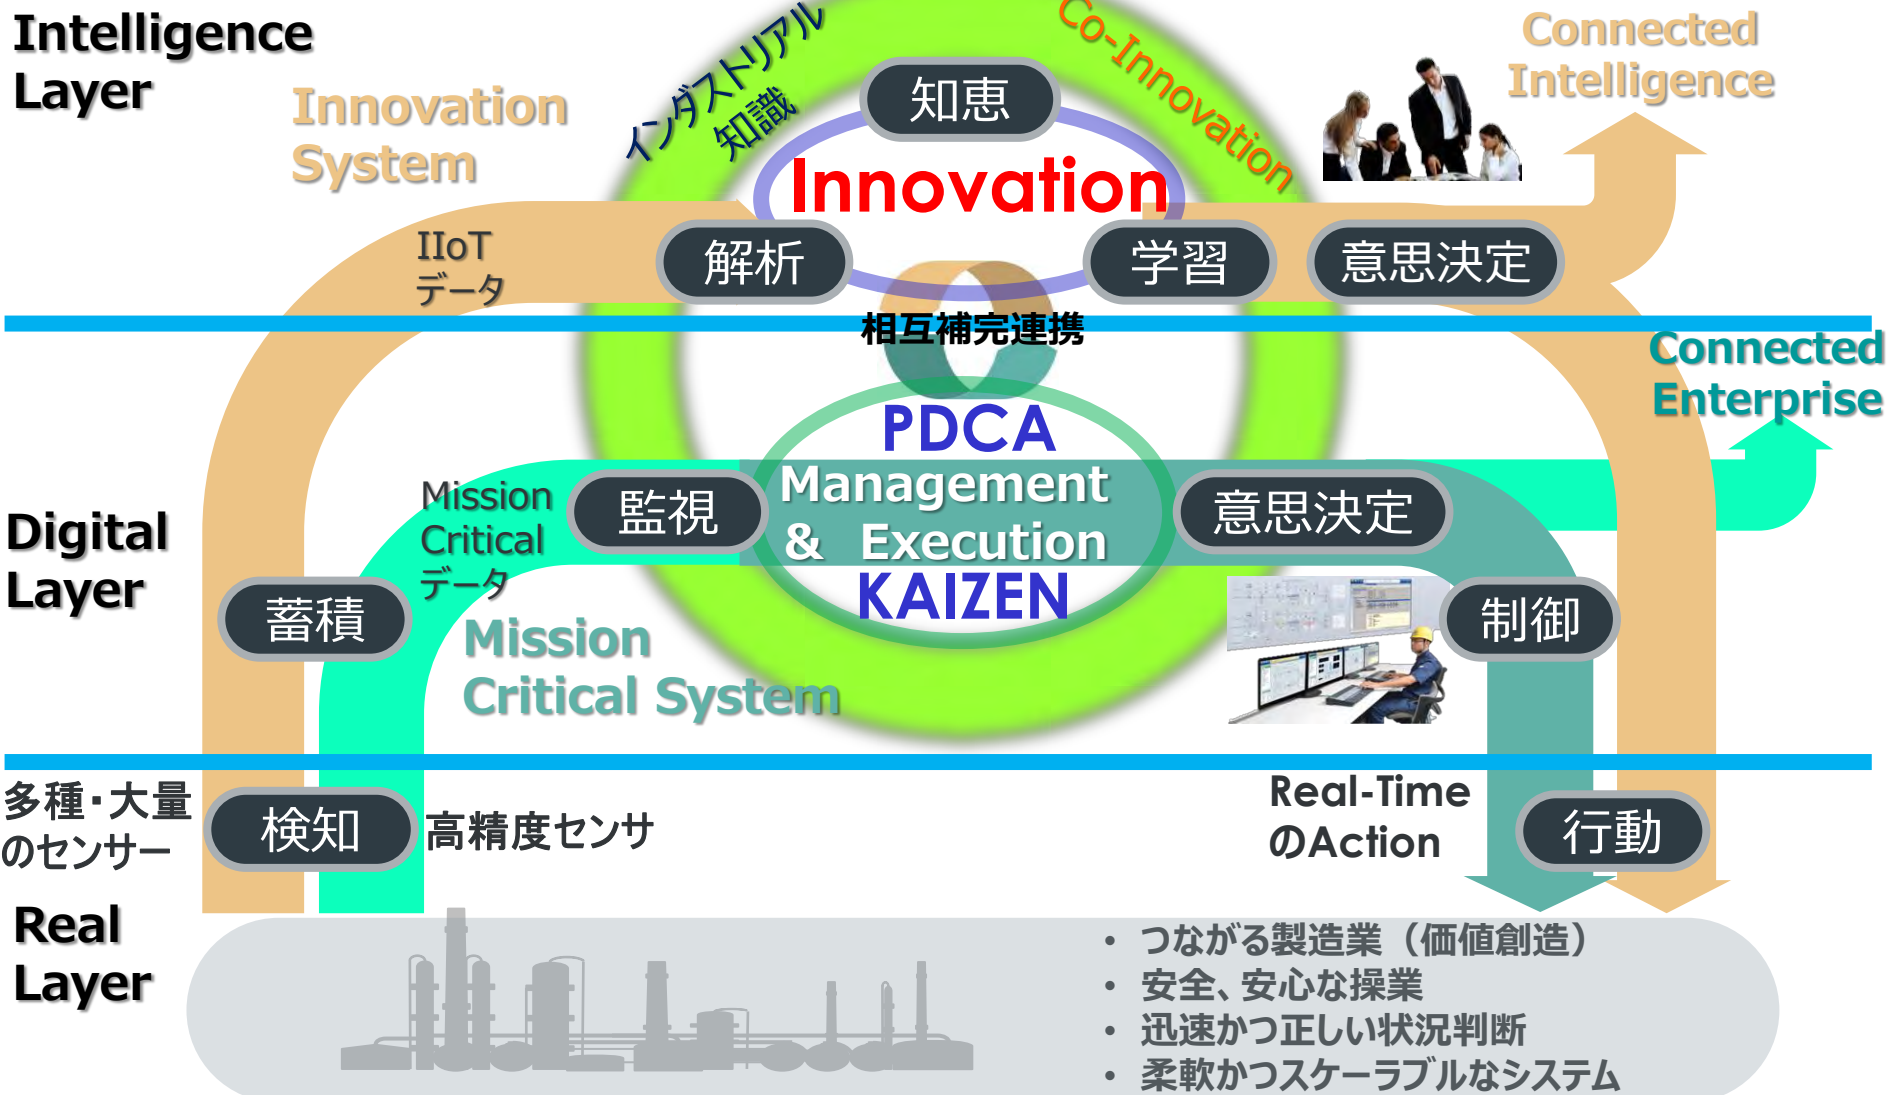 Intelligence
Layer
Innovation
System
インダストリアル
知識
Co-Innovation
Connected
Intelligence
知恵
Innovation
IIoT
データ
解析
学習
意思決定
相互補完連携
Connected
Enterprise
PDCA
Management
& Execution
KAIZEN
Mission
Critical
データ
監視
意思決定
Digital
Layer
蓄積
制御
Mission
Critical System
多種・大量
のセンサー
検知
高精度センサ
Real-Time
のAction
行動
Real
Layer
• つながる製造業（価値創造）
• 安全、安心な操業
• 迅速かつ正しい状況判断
• 柔軟かつスケーラブルなシステム